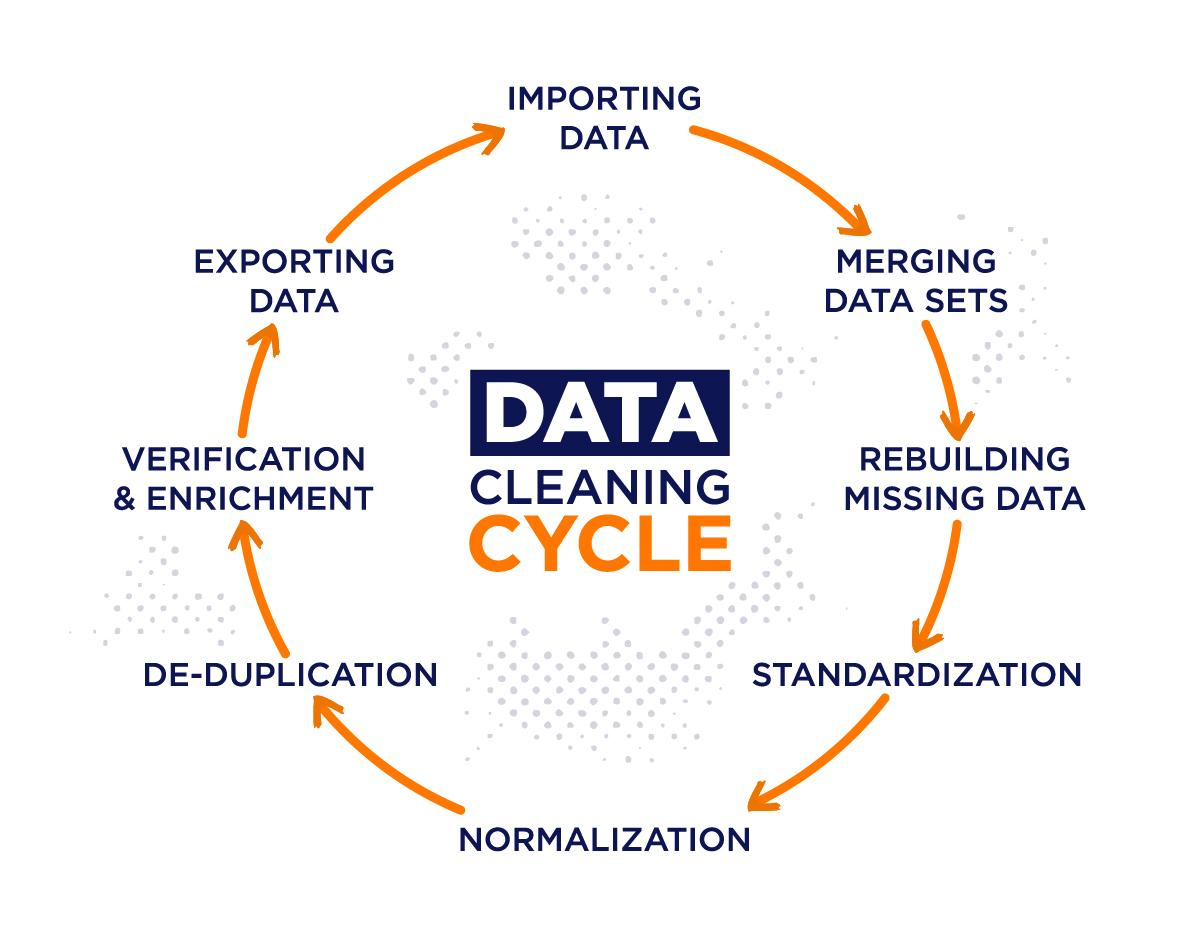 IMPORTING
DATA
MERGING
DATA SETS
REBUILDING
MISSING DATA
STANDARDIZATION
NORMALIZATION
DE-DUPLICATION
VERIFICATION
& ENRICHMENT
EXPORTING
DATA
DATA
CLEANING
CYCLE